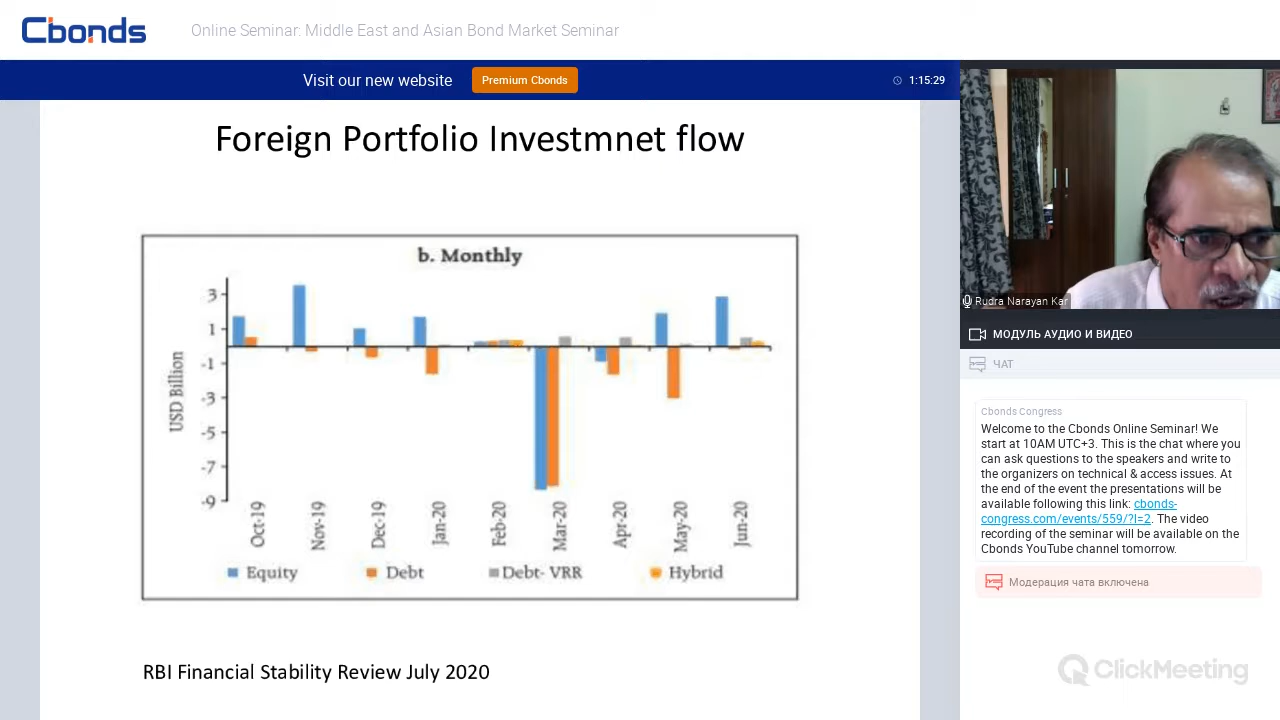 Cbonds
Online Seminar: Middle East and Asian Bond Market Seminar
Visit our new website
Premium Cbonds
1:15:29
Foreign Portfolio Investmnet flow
b. Monthly
USD Billion
3
1
-1
-3
-5
-7
-9
Oct-19
Nov-19
Dec-19
Jan-20
Feb-20
Mar-20
Apr-20
May-20
Jun-20
Equity
Debt
Debt- VRR
Hybrid
RBI Financial Stability Review July 2020
Rudra Narayan Kar
МОДУЛЬ АУДИО И ВИДЕО
ЧАТ
Cbonds Congress
Welcome to the Cbonds Online Seminar! We
start at 10AM UTC+3. This is the chat where you
can ask questions to the speakers and write to
the organizers on technical & access issues. At
the end of the event the presentations will be
available following this link: cbonds-
congress.com/events/559/?l=2. The video
recording of the seminar will be available on the
Cbonds YouTube channel tomorrow.
Модерация чата включена
ClickMeeting